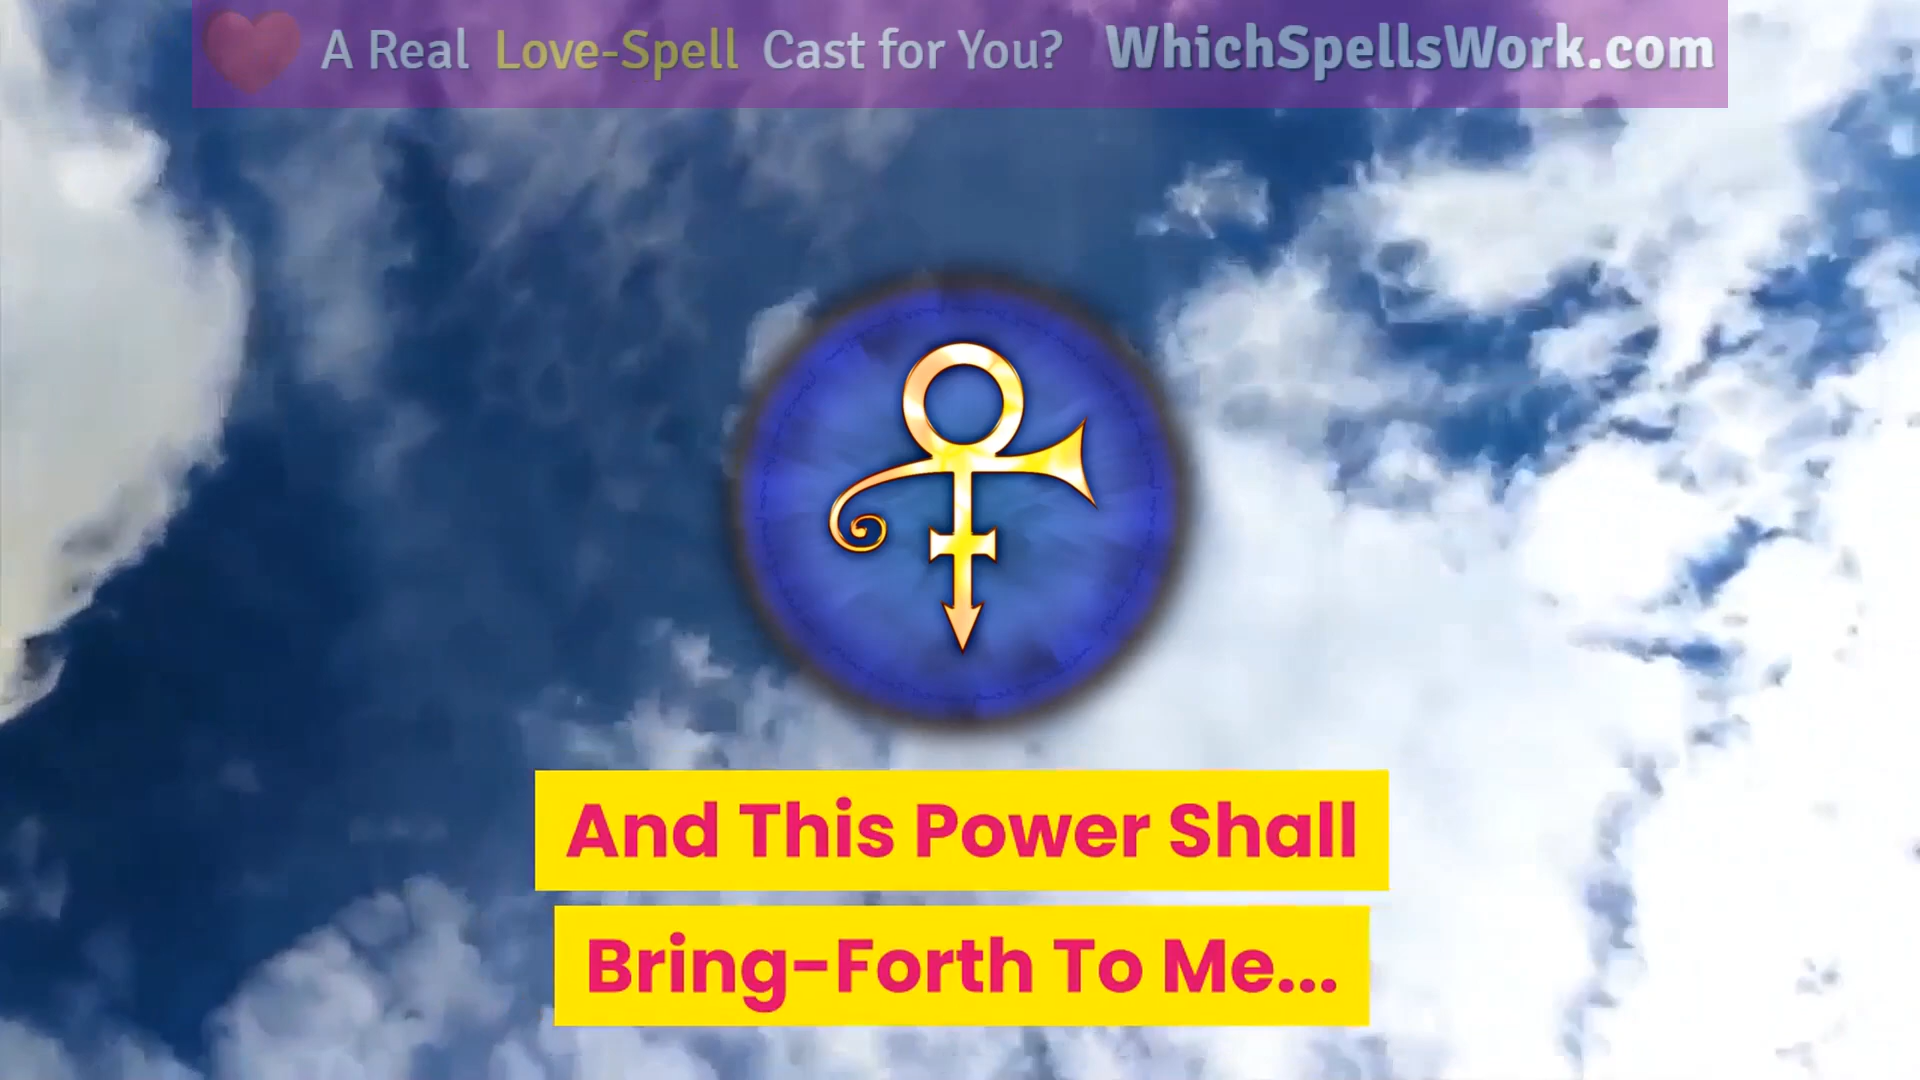 A Real Love-Spell Cast for You? WhichSpellsWork.com
And This Power Shall
Bring-Forth To Me...